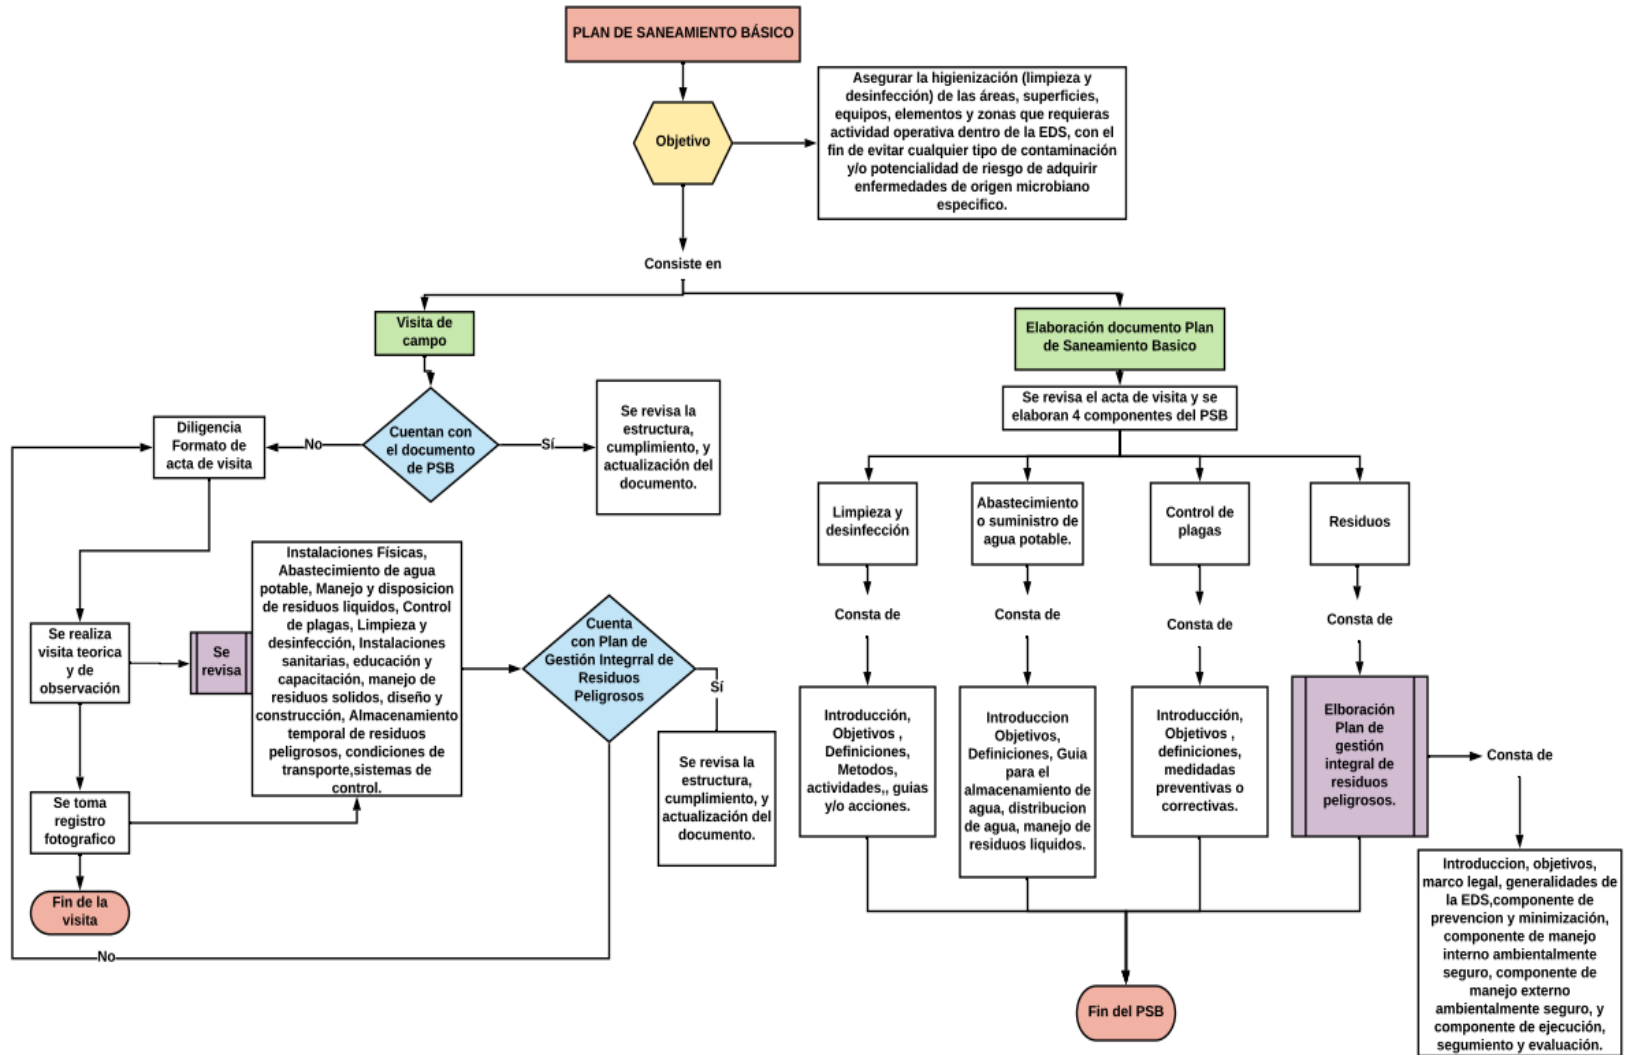 PLAN DE SANEAMIENTO BÁSICO
Objetivo
Asegurar la higienización (limpieza y
desinfección) de las áreas, superficies,
equipos, elementos y zonas que requieras
actividad operativa dentro de la EDS, con el
fin de evitar cualquier tipo de contaminación
y/o potencialidad de riesgo de adquirir
enfermedades de origen microbiano
especifico.
Consiste en
Visita de
campo
Cuentan con
el documento
de PSB
No
Sí
Diligencia
Formato de
acta de visita
Se revisa la
estructura,
cumplimiento, y
actualización del
documento.
Se realiza
visita teorica
y de
observación
Se
revisa
Instalaciones Físicas,
Abastecimiento de agua
potable, Manejo y disposicion
de residuos liquidos, Control
de plagas, Limpieza y
desinfección, Instalaciones
sanitarias, educación y
capacitación, manejo de
residuos solidos, diseño y
construcción, Almacenamiento
temporal de residuos
peligrosos, condiciones de
transporte,sistemas de
control.
Cuenta
con Plan de
Gestión Integrral de
Residuos
Peligrosos
Sí
Se revisa la
estructura,
cumplimiento, y
actualización del
documento.
Se toma
registro
fotografico
Fin de la
visita
No
Elaboración documento Plan
de Saneamiento Basico
Se revisa el acta de visita y se
elaboran 4 componentes del PSB
Limpieza y
desinfección
Abastecimiento
o suministro de
agua potable.
Control de
plagas
Residuos
Consta de
Consta de
Consta de
Consta de
Introducción,
Objetivos ,
Definiciones,
Metodos,
actividades,, guias
y/o acciones.
Introduccion
Objetivos,
Definiciones, Guia
para el
almacenamiento de
agua, distribucion
de agua, manejo de
residuos liquidos.
Introducción,
Objetivos ,
definiciones,
medidadas
preventivas o
correctivas.
Elboración
Plan de
gestión
integral de
residuos
peligrosos.
Consta de
Introduccion, objetivos,
marco legal, generalidades de
la EDS,componente de
prevencion y minimización,
componente de manejo
interno ambientalmente
seguro, componente de
manejo externo
ambientalmente seguro, y
componente de ejecución,
segumiento y evaluación.
Fin del PSB